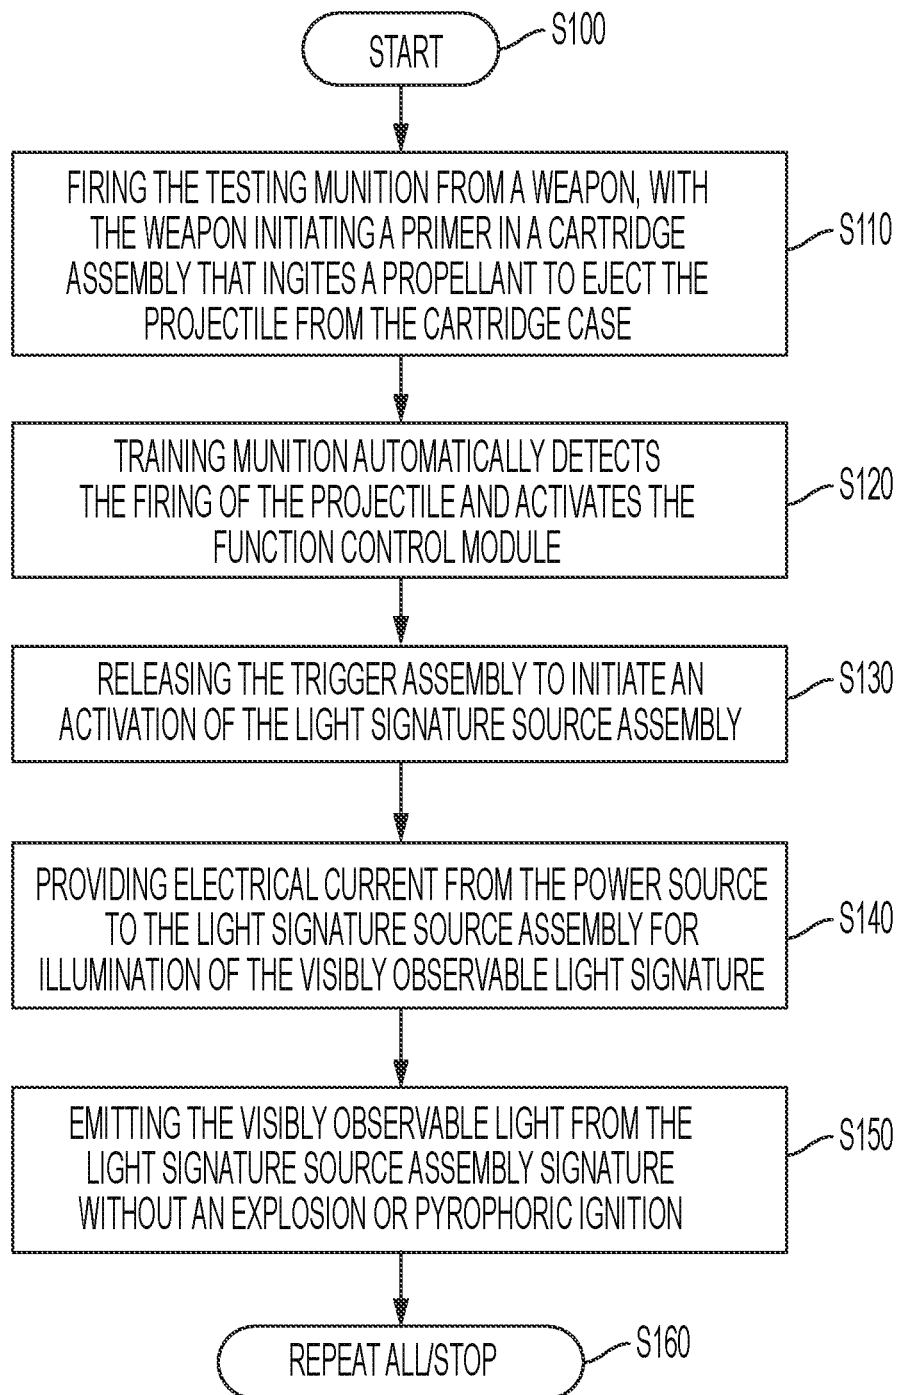 START
S100
FIRING THE TESTING MUNITION FROM A WEAPON, WITH
THE WEAPON INITIATING A PRIMER IN A CARTRIDGE
ASSEMBLY THAT INGITES A PROPELLANT TO EJECT THE
PROJECTILE FROM THE CARTRIDGE CASE
S110
TRAINING MUNITION AUTOMATICALLY DETECTS
THE FIRING OF THE PROJECTILE AND ACTIVATES THE
FUNCTION CONTROL MODULE
S120
RELEASING THE TRIGGER ASSEMBLY TO INITIATE AN
ACTIVATION OF THE LIGHT SIGNATURE SOURCE ASSEMBLY
S130
PROVIDING ELECTRICAL CURRENT FROM THE POWER SOURCE
TO THE LIGHT SIGNATURE SOURCE ASSEMBLY FOR
ILLUMINATION OF THE VISIBLY OBSERVABLE LIGHT SIGNATURE
S140
EMITTING THE VISIBLY OBSERVABLE LIGHT FROM THE
LIGHT SIGNATURE SOURCE ASSEMBLY SIGNATURE
WITHOUT AN EXPLOSION OR PYROPHORIC IGNITION
S150
REPEAT ALL/STOP
S160